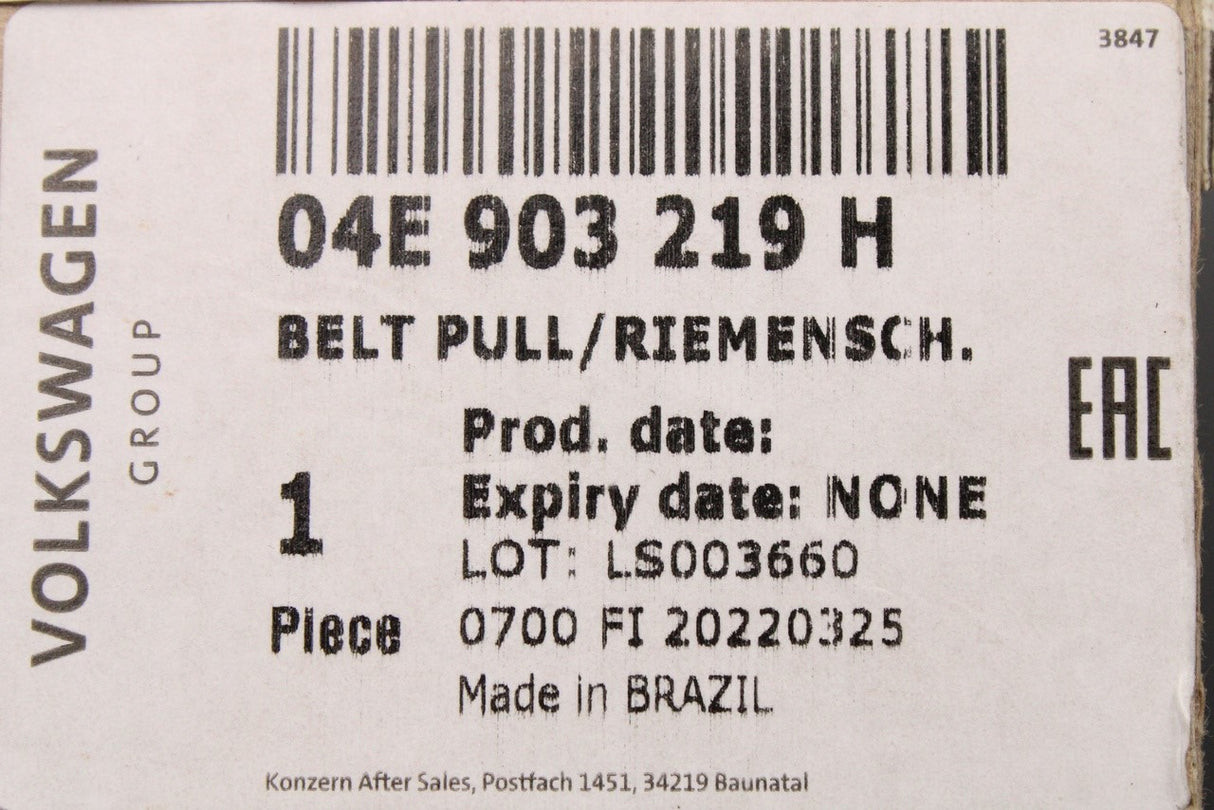 3847
VOLKSWAGEN
GROUP
04E 903 219 H
BELT PULL/RIEMENSCH.
EAC
Prod. date:
1
Expiry date: NONE
LOT: LS003660
Piece
0700 FI 20220325
Made in BRAZIL
Konzern After Sales, Postfach 1451, 34219 Baunatal